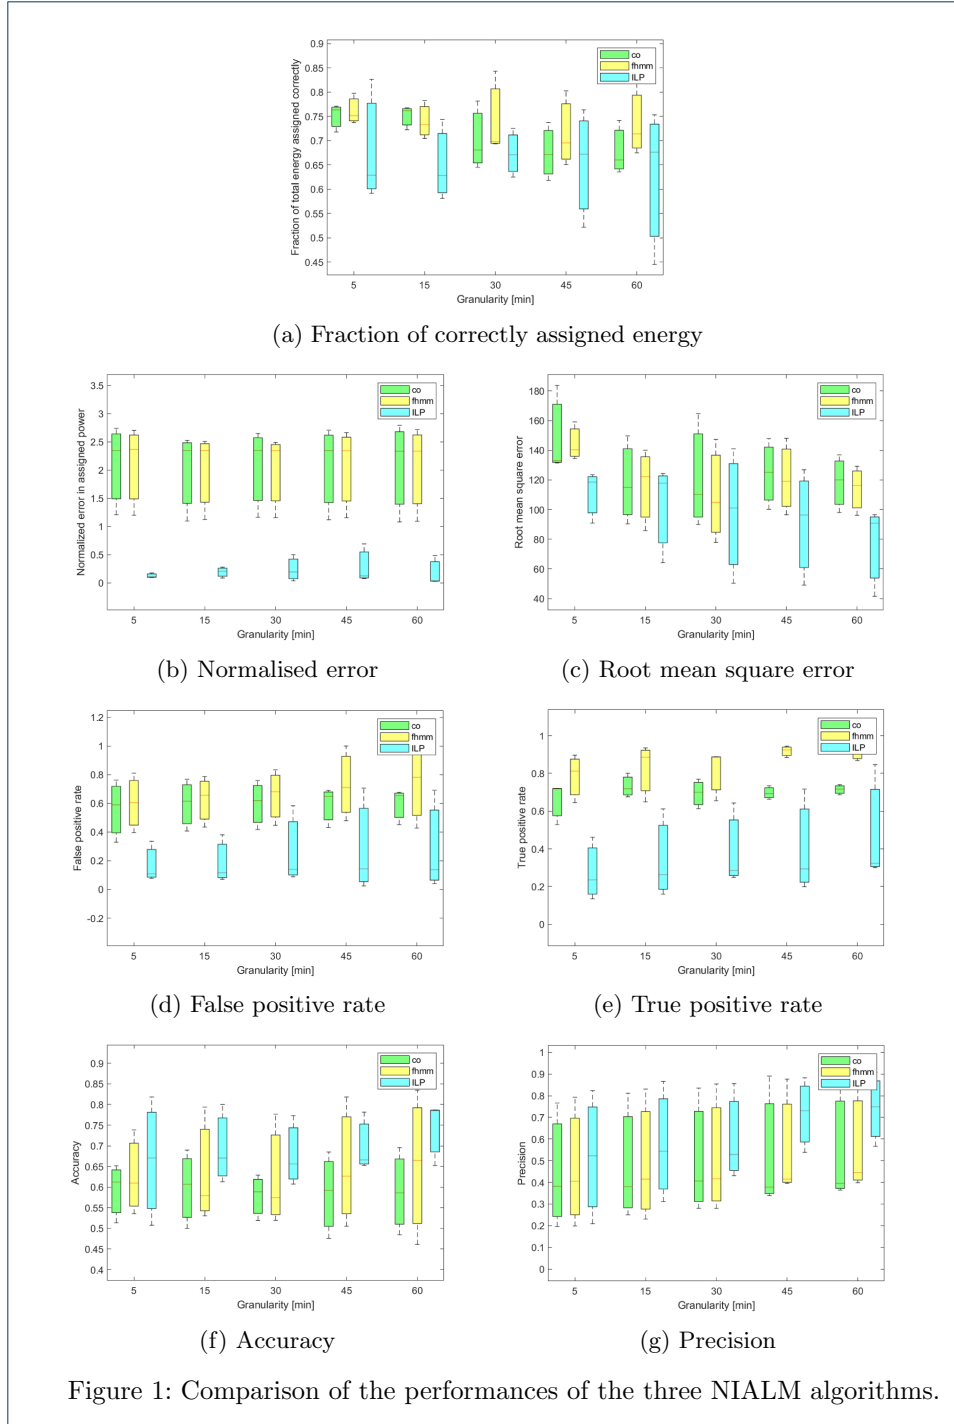 0.9
0.85
0.8
0.75
0.7
0.65
0.6
0.55
0.5
0.45
Fraction of total energy assigned correctly
co
fhmm
ILP
5 15 30 45 60
Granularity [min]
(a) Fraction of correctly assigned energy
3.5
3
2.5
2
1.5
1
0.5
0
Normalized error in assigned power
co
fhmm
ILP
5 15 30 45 60
Granularity [min]
(b) Normalised error
180
160
140
120
100
80
60
40
Root mean square error
co
fhmm
ILP
5 15 30 45 60
Granularity [min]
(c) Root mean square error
1.2
1
0.8
0.6
0.4
0.2
0
-0.2
False positive rate
co
fhmm
ILP
5 15 30 45 60
Granularity [min]
(d) False positive rate
1
0.8
0.6
0.4
0.2
0
True positive rate
co
fhmm
ILP
5 15 30 45 60
Granularity [min]
(e) True positive rate
0.9
0.85
0.8
0.75
0.7
0.65
0.6
0.55
0.5
0.45
0.4
Accuracy
co
fhmm
ILP
5 15 30 45 60
Granularity [min]
(f) Accuracy
1
0.9
0.8
0.7
0.6
0.5
0.4
0.3
0.2
0.1
0
Precision
co
fhmm
ILP
5 15 30 45 60
Granularity [min]
(g) Precision
Figure 1: Comparison of the performances of the three NIALM algorithms.